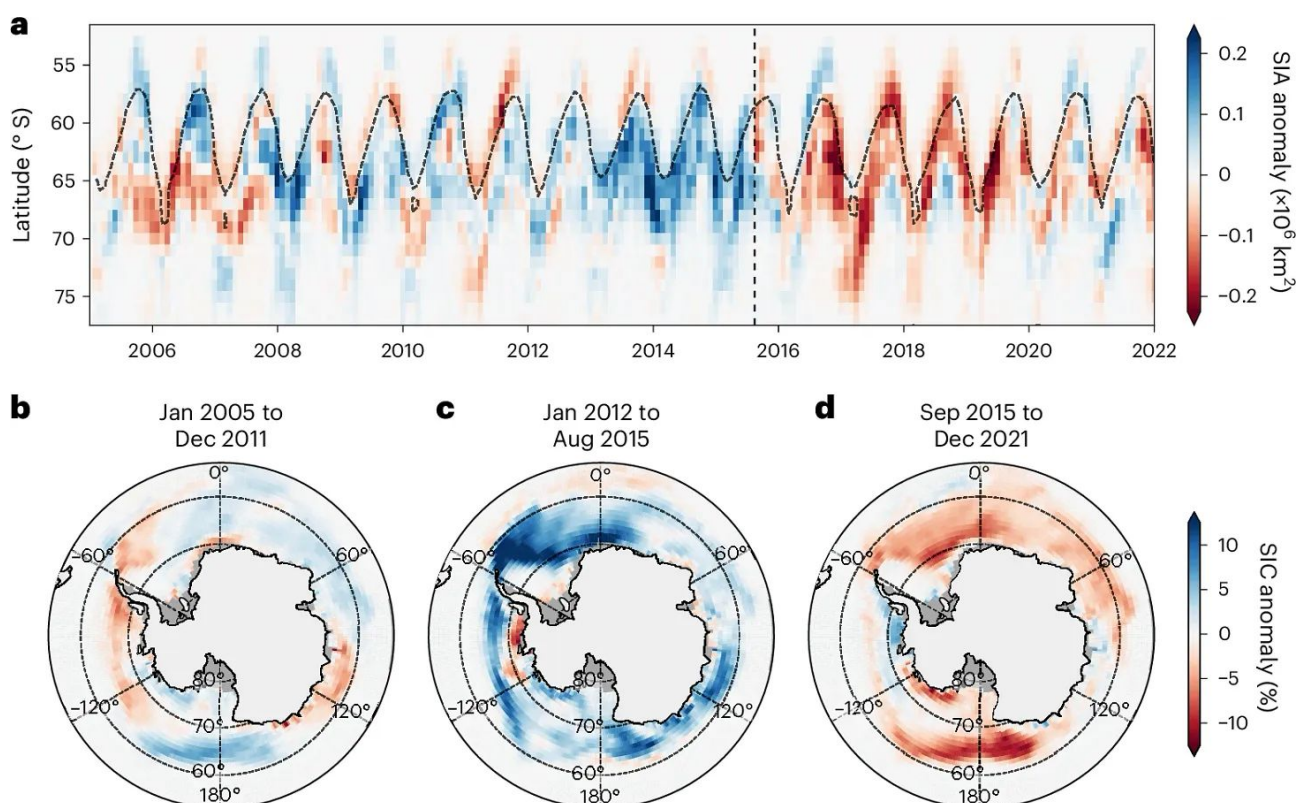 a
55
60
65
70
75
Latitude (° S)
2006 2008 2010 2012 2014 2016 2018 2020 2022
0.2
0.1
0
−0.1
−0.2
SIA anomaly (×10⁶ km²)
b
Jan 2005 to
Dec 2011
c
Jan 2012 to
Aug 2015
d
Sep 2015 to
Dec 2021
0°
−60° 60°
80°
−120° 70° 120°
60°
180°
0°
−60° 60°
80°
−120° 70° 120°
60°
180°
0°
−60° 60°
80°
−120° 70° 120°
60°
180°
10
5
0
−5
−10
SIC anomaly (%)